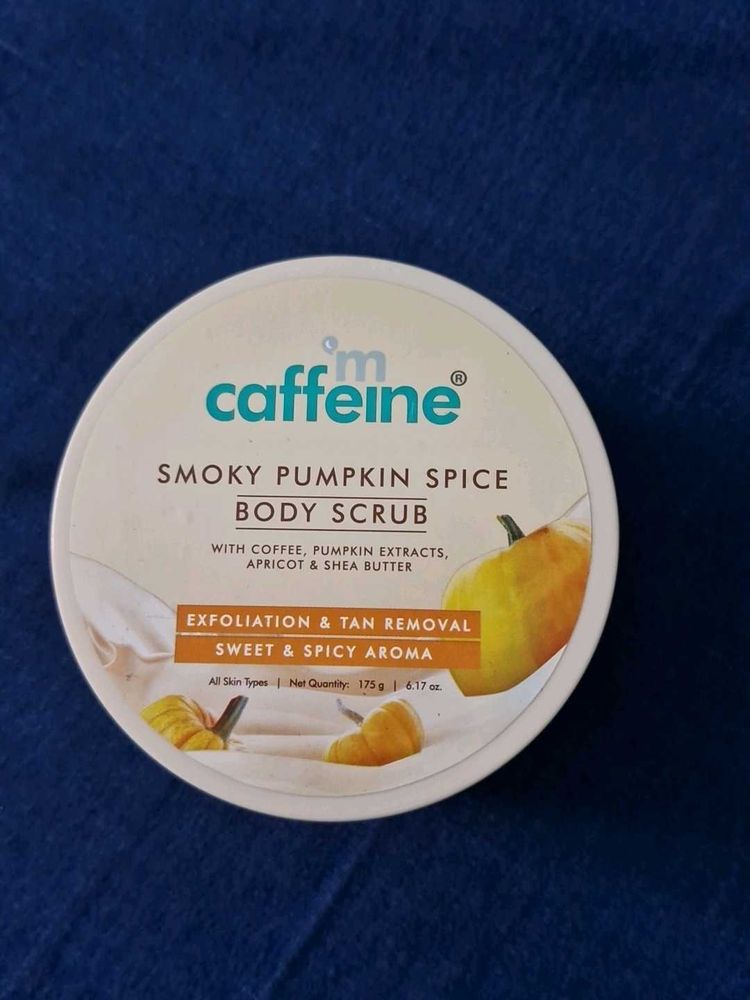 'm
caffeine®
SMOKY PUMPKIN SPICE
BODY SCRUB
WITH COFFEE, PUMPKIN EXTRACTS,
APRICOT & SHEA BUTTER
EXFOLIATION & TAN REMOVAL
SWEET & SPICY AROMA
All Skin Types | Net Quantity: 175 g | 6.17 oz.